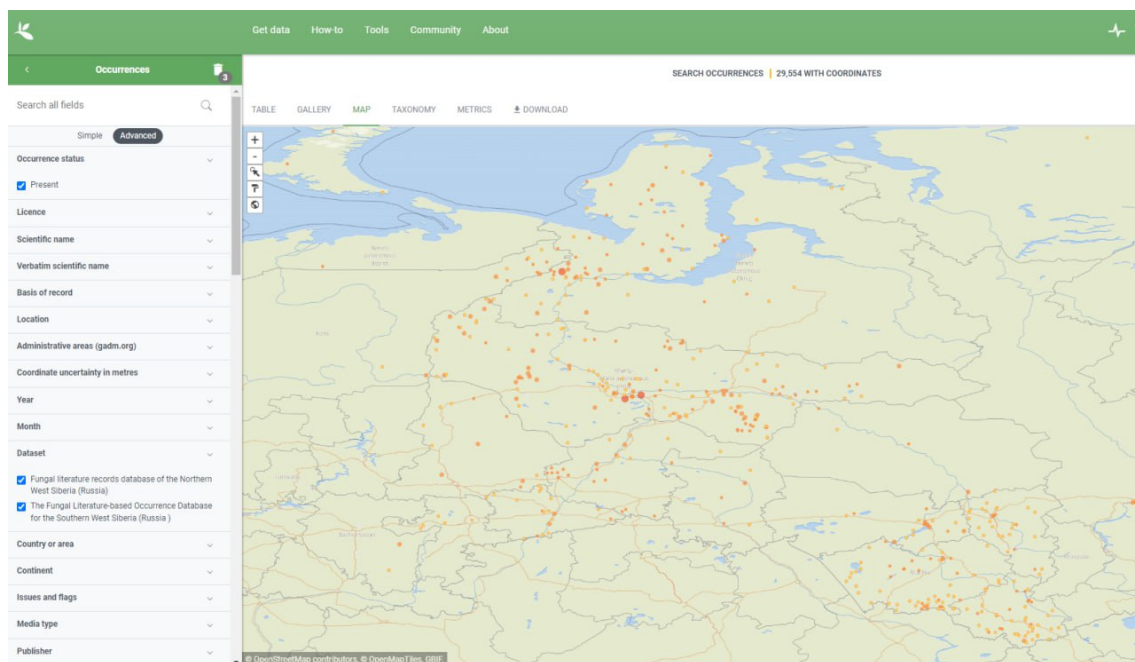 Get data How-to Tools Community About
Occurrences
3
SEARCH OCCURRENCES | 29,554 WITH COORDINATES
Search all fields
TABLE GALLERY MAP TAXONOMY METRICS DOWNLOAD
Simple Advanced
Occurrence status
Present
Licence
Scientific name
Verbatim scientific name
Basis of record
Location
Administrative areas (gadm.org)
Coordinate uncertainty in metres
Year
Month
Dataset
Fungal literature records database of the Northern
West Siberia (Russia)
The Fungal Literature-based Occurrence Database
for the Southern West Siberia (Russia )
Country or area
Continent
Issues and flags
Media type
Publisher
© OpenStreetMap contributors, © OpenMapTiles, GBIF